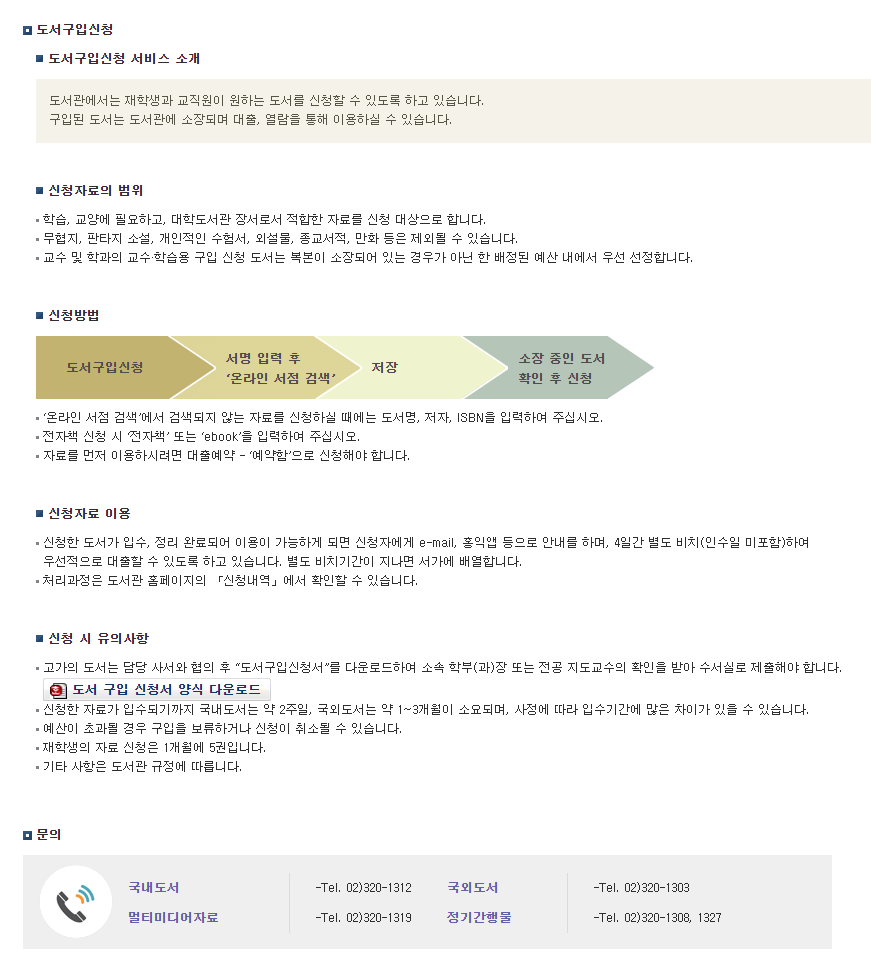 도서구입신청
도서구입신청 서비스 소개
도서관에서는 재학생과 교직원이 원하는 도서를 신청할 수 있도록 하고 있습니다.
구입된 도서는 도서관에 소장되며 대출, 열람을 통해 이용하실 수 있습니다.
신청자료의 범위
학습, 교양에 필요하고, 대학도서관 장서로서 적합한 자료를 신청 대상으로 합니다.
무협지, 판타지 소설, 개인적인 수험서, 외설물, 종교서적, 만화 등은 제외될 수 있습니다.
교수 및 학과의 교수·학습용 구입 신청 도서는 복본이 소장되어 있는 경우가 아닌 한 배정된 예산 내에서 우선 선정합니다.
신청방법
도서구입신청
서명 입력 후
‘온라인 서점 검색’
저장
소장 중인 도서
확인 후 신청
‘온라인 서점 검색’에서 검색되지 않는 자료를 신청하실 때에는 도서명, 저자, ISBN을 입력하여 주십시오.
전자책 신청 시 ‘전자책’ 또는 ‘ebook’을 입력하여 주십시오.
자료를 먼저 이용하시려면 대출예약 - ‘예약함’으로 신청해야 합니다.
신청자료 이용
신청한 도서가 입수, 정리 완료되어 이용이 가능하게 되면 신청자에게 e-mail, 홍익앱 등으로 안내를 하며, 4일간 별도 비치(인수일 미포함)하여
우선적으로 대출할 수 있도록 하고 있습니다. 별도 비치기간이 지나면 서가에 배열합니다.
처리과정은 도서관 홈페이지의 「신청내역」에서 확인할 수 있습니다.
신청 시 유의사항
고가의 도서는 담당 사서와 협의 후 “도서구입신청서”를 다운로드하여 소속 학부(과)장 또는 전공 지도교수의 확인을 받아 수서실로 제출해야 합니다.
도서 구입 신청서 양식 다운로드
신청한 자료가 입수되기까지 국내도서는 약 2주일, 국외도서는 약 1~3개월이 소요되며, 사정에 따라 입수기간에 많은 차이가 있을 수 있습니다.
예산이 초과될 경우 구입을 보류하거나 신청이 취소될 수 있습니다.
재학생의 자료 신청은 1개월에 5권입니다.
기타 사항은 도서관 규정에 따릅니다.
문의
국내도서 -Tel. 02)320-1312 국외도서 -Tel. 02)320-1303
멀티미디어자료 -Tel. 02)320-1319 정기간행물 -Tel. 02)320-1308, 1327